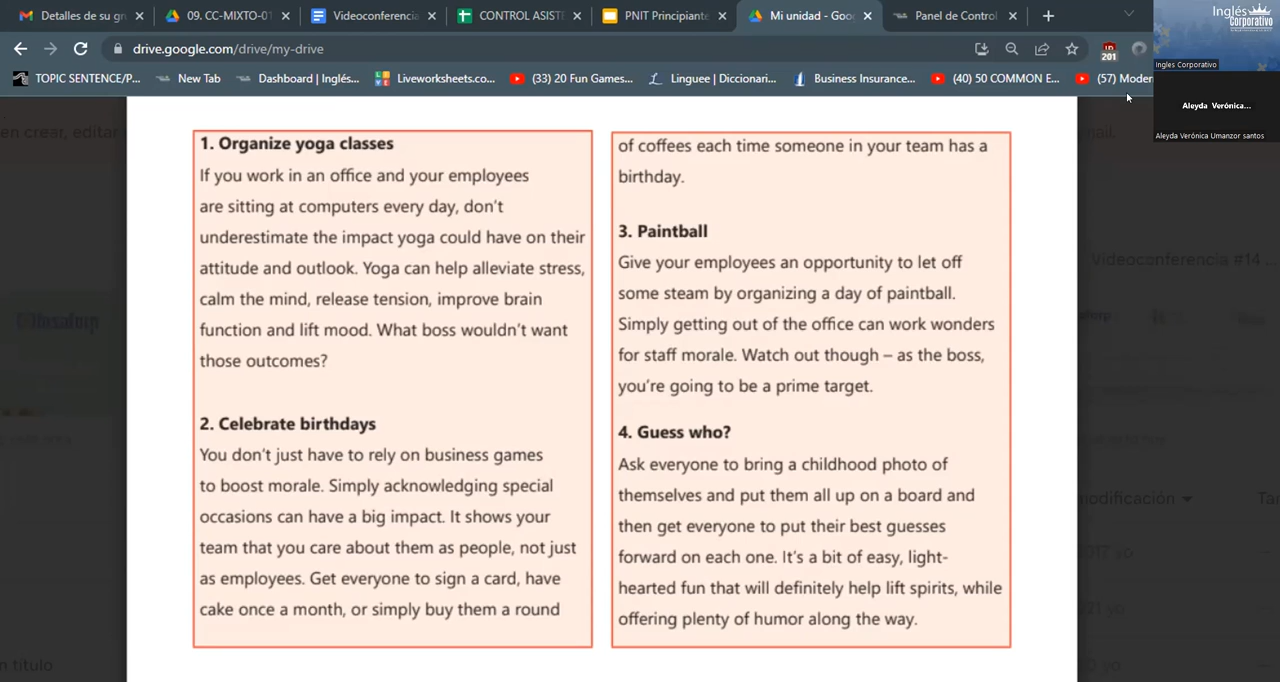 Detalles de su gr
09. CC-MIXTO-01
Videoconferencia
CONTROL ASIST
PNIT Principiante
Mi unidad - Goo
Panel de Control
drive.google.com/drive/my-drive
201
TOPIC SENTENCE/P...
New Tab
Dashboard | Inglés...
Liveworksheets.co...
(33) 20 Fun Games...
Linguee | Diccionari...
Business Insurance...
(40) 50 COMMON E...
(57) Moder
Inglés
Corporativo
Ingles Corporativo
Aleyda Verónica...
Aleyda Verónica Umanzor santos
en crear, editar
1. Organize yoga classes
If you work in an office and your employees
are sitting at computers every day, don't
underestimate the impact yoga could have on their
attitude and outlook. Yoga can help alleviate stress,
calm the mind, release tension, improve brain
function and lift mood. What boss wouldn't want
those outcomes?
2. Celebrate birthdays
You don't just have to rely on business games
to boost morale. Simply acknowledging special
occasions can have a big impact. It shows your
team that you care about them as people, not just
as employees. Get everyone to sign a card, have
cake once a month, or simply buy them a round
of coffees each time someone in your team has a
birthday.
3. Paintball
Give your employees an opportunity to let off
some steam by organizing a day of paintball.
Simply getting out of the office can work wonders
for staff morale. Watch out though – as the boss,
you're going to be a prime target.
4. Guess who?
Ask everyone to bring a childhood photo of
themselves and put them all up on a board and
then get everyone to put their best guesses
forward on each one. It's a bit of easy, light-
hearted fun that will definitely help lift spirits, while
offering plenty of humor along the way.
Videoconferencia #14 ...
modificación